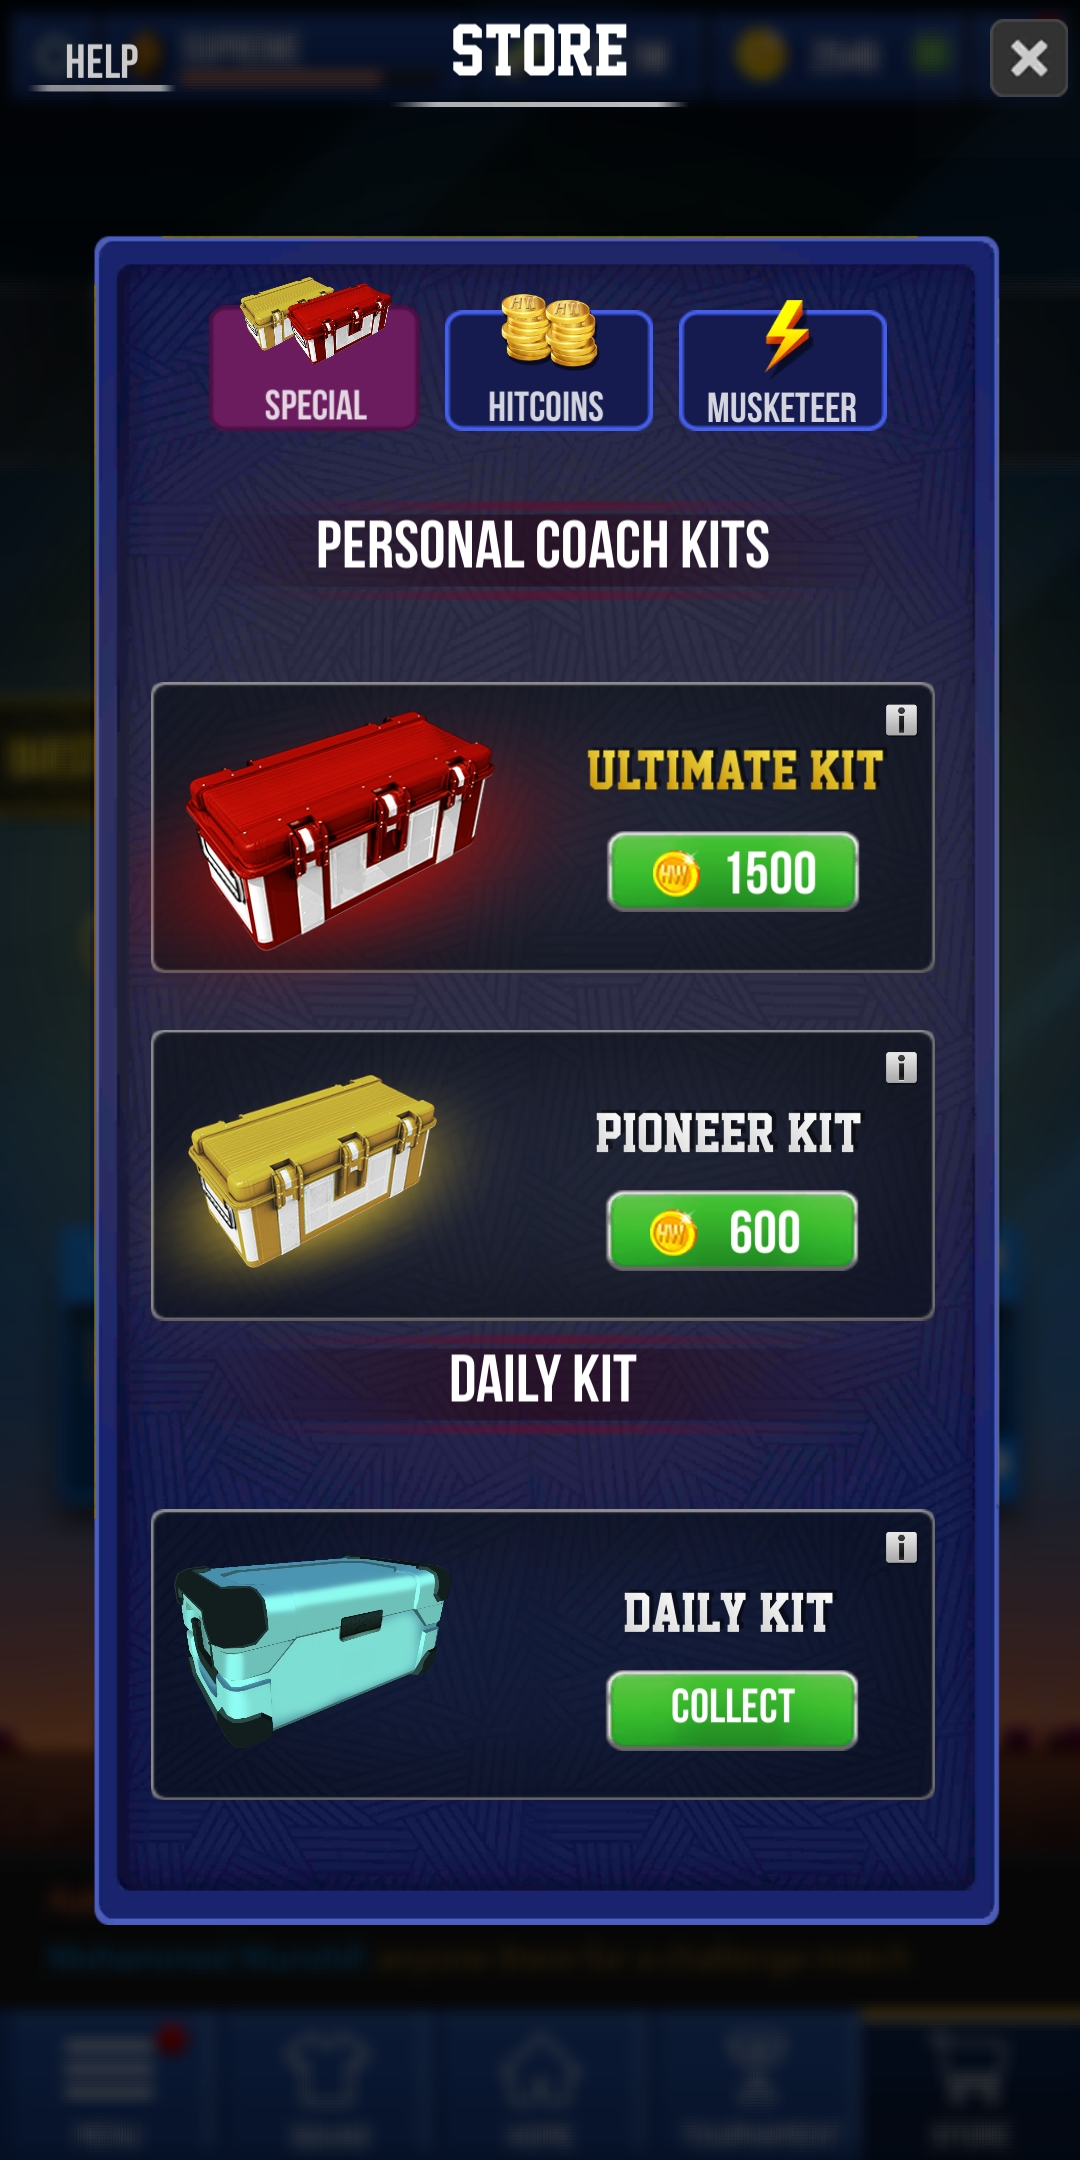 HELP
STORE
SPECIAL
HITCOINS
MUSKETEER
PERSONAL COACH KITS
ULTIMATE KIT
1500
PIONEER KIT
600
DAILY KIT
DAILY KIT
COLLECT